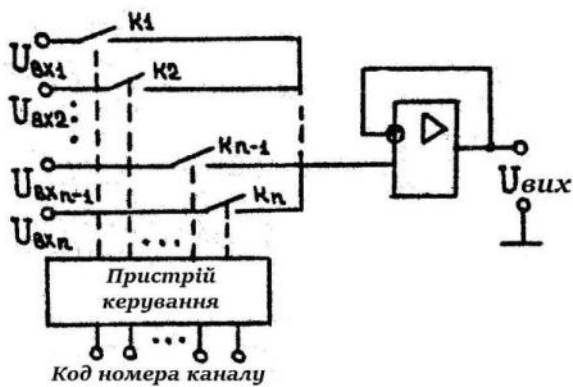 K1
Uвх1
K2
Uвх2
Kn-1
Uвхn-1
Kn
Uвхn
Uвих
Пристрій
керування
Код номера каналу